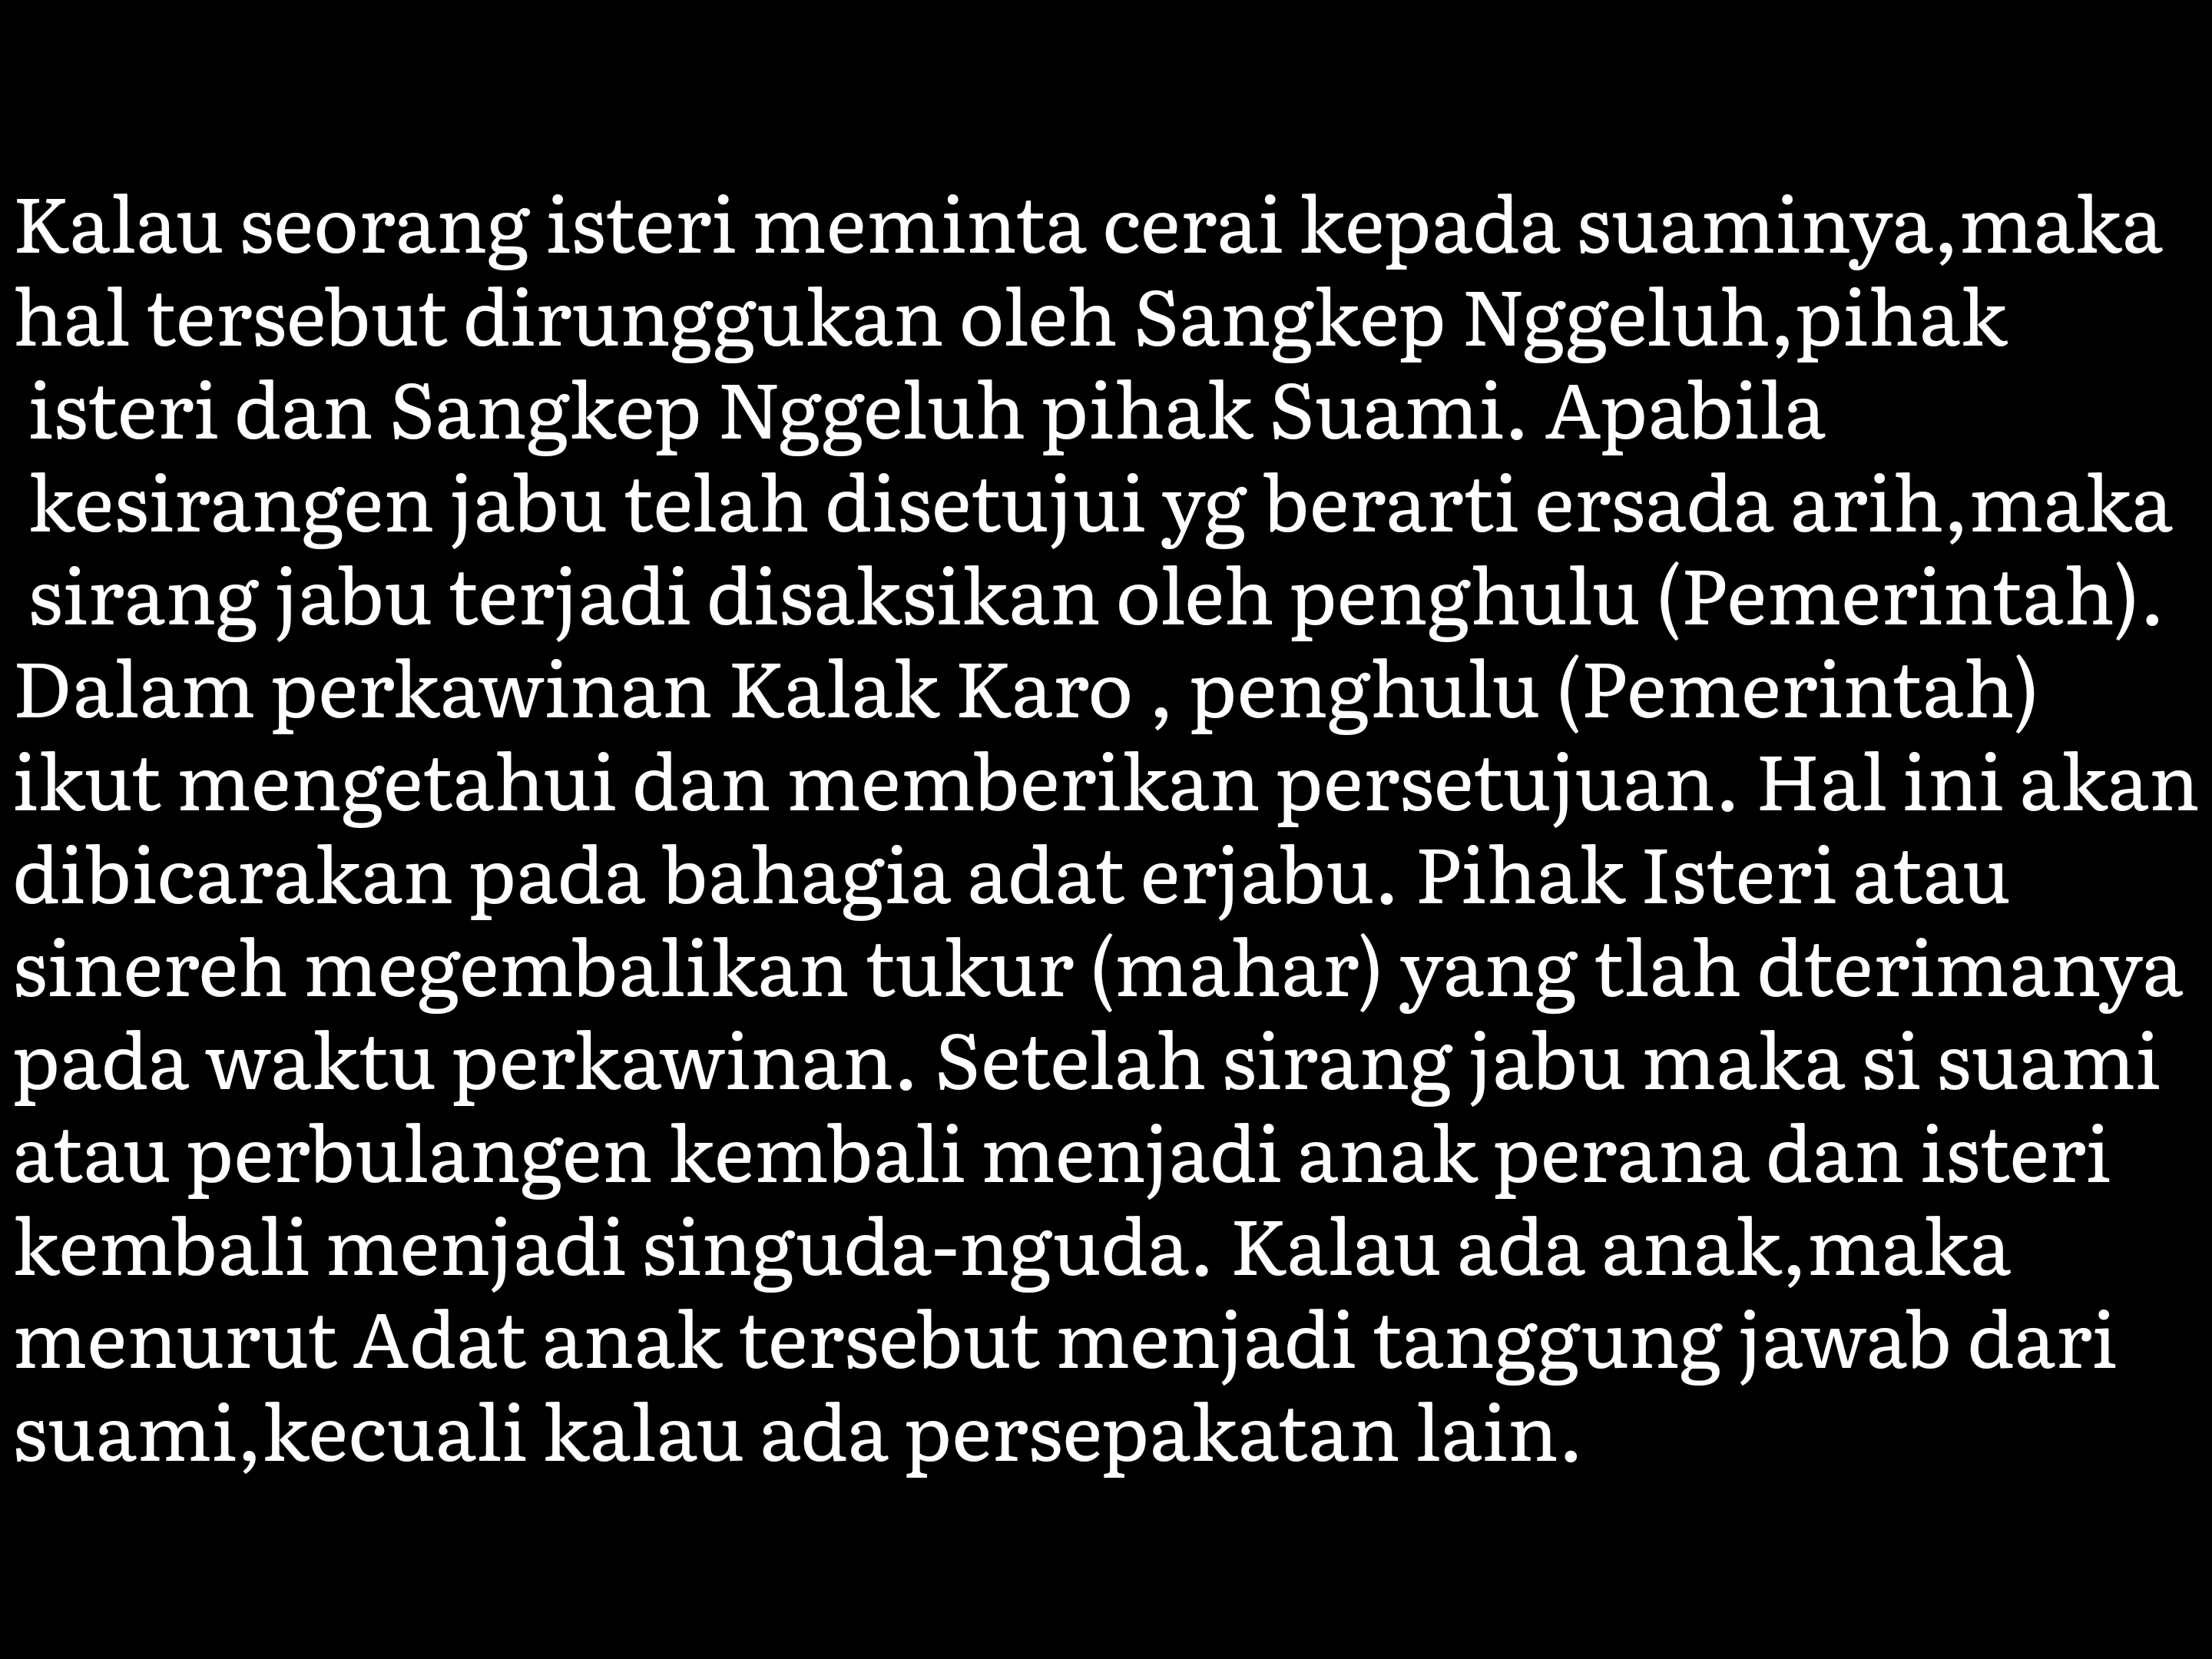 Kalau seorang isteri meminta cerai kepada suaminya,maka
hal tersebut dirunggukan oleh Sangkep Nggeluh,pihak
isteri dan Sangkep Nggeluh pihak Suami. Apabila
kesirangen jabu telah disetujui yg berarti ersada arih,maka
sirang jabu terjadi disaksikan oleh penghulu (Pemerintah).
Dalam perkawinan Kalak Karo , penghulu (Pemerintah)
ikut mengetahui dan memberikan persetujuan. Hal ini akan
dibicarakan pada bahagia adat erjabu. Pihak Isteri atau
sinereh megembalikan tukur (mahar) yang tlah dterimanya
pada waktu perkawinan. Setelah sirang jabu maka si suami
atau perbulangen kembali menjadi anak perana dan isteri
kembali menjadi singuda-nguda. Kalau ada anak,maka
menurut Adat anak tersebut menjadi tanggung jawab dari
suami,kecuali kalau ada persepakatan lain.